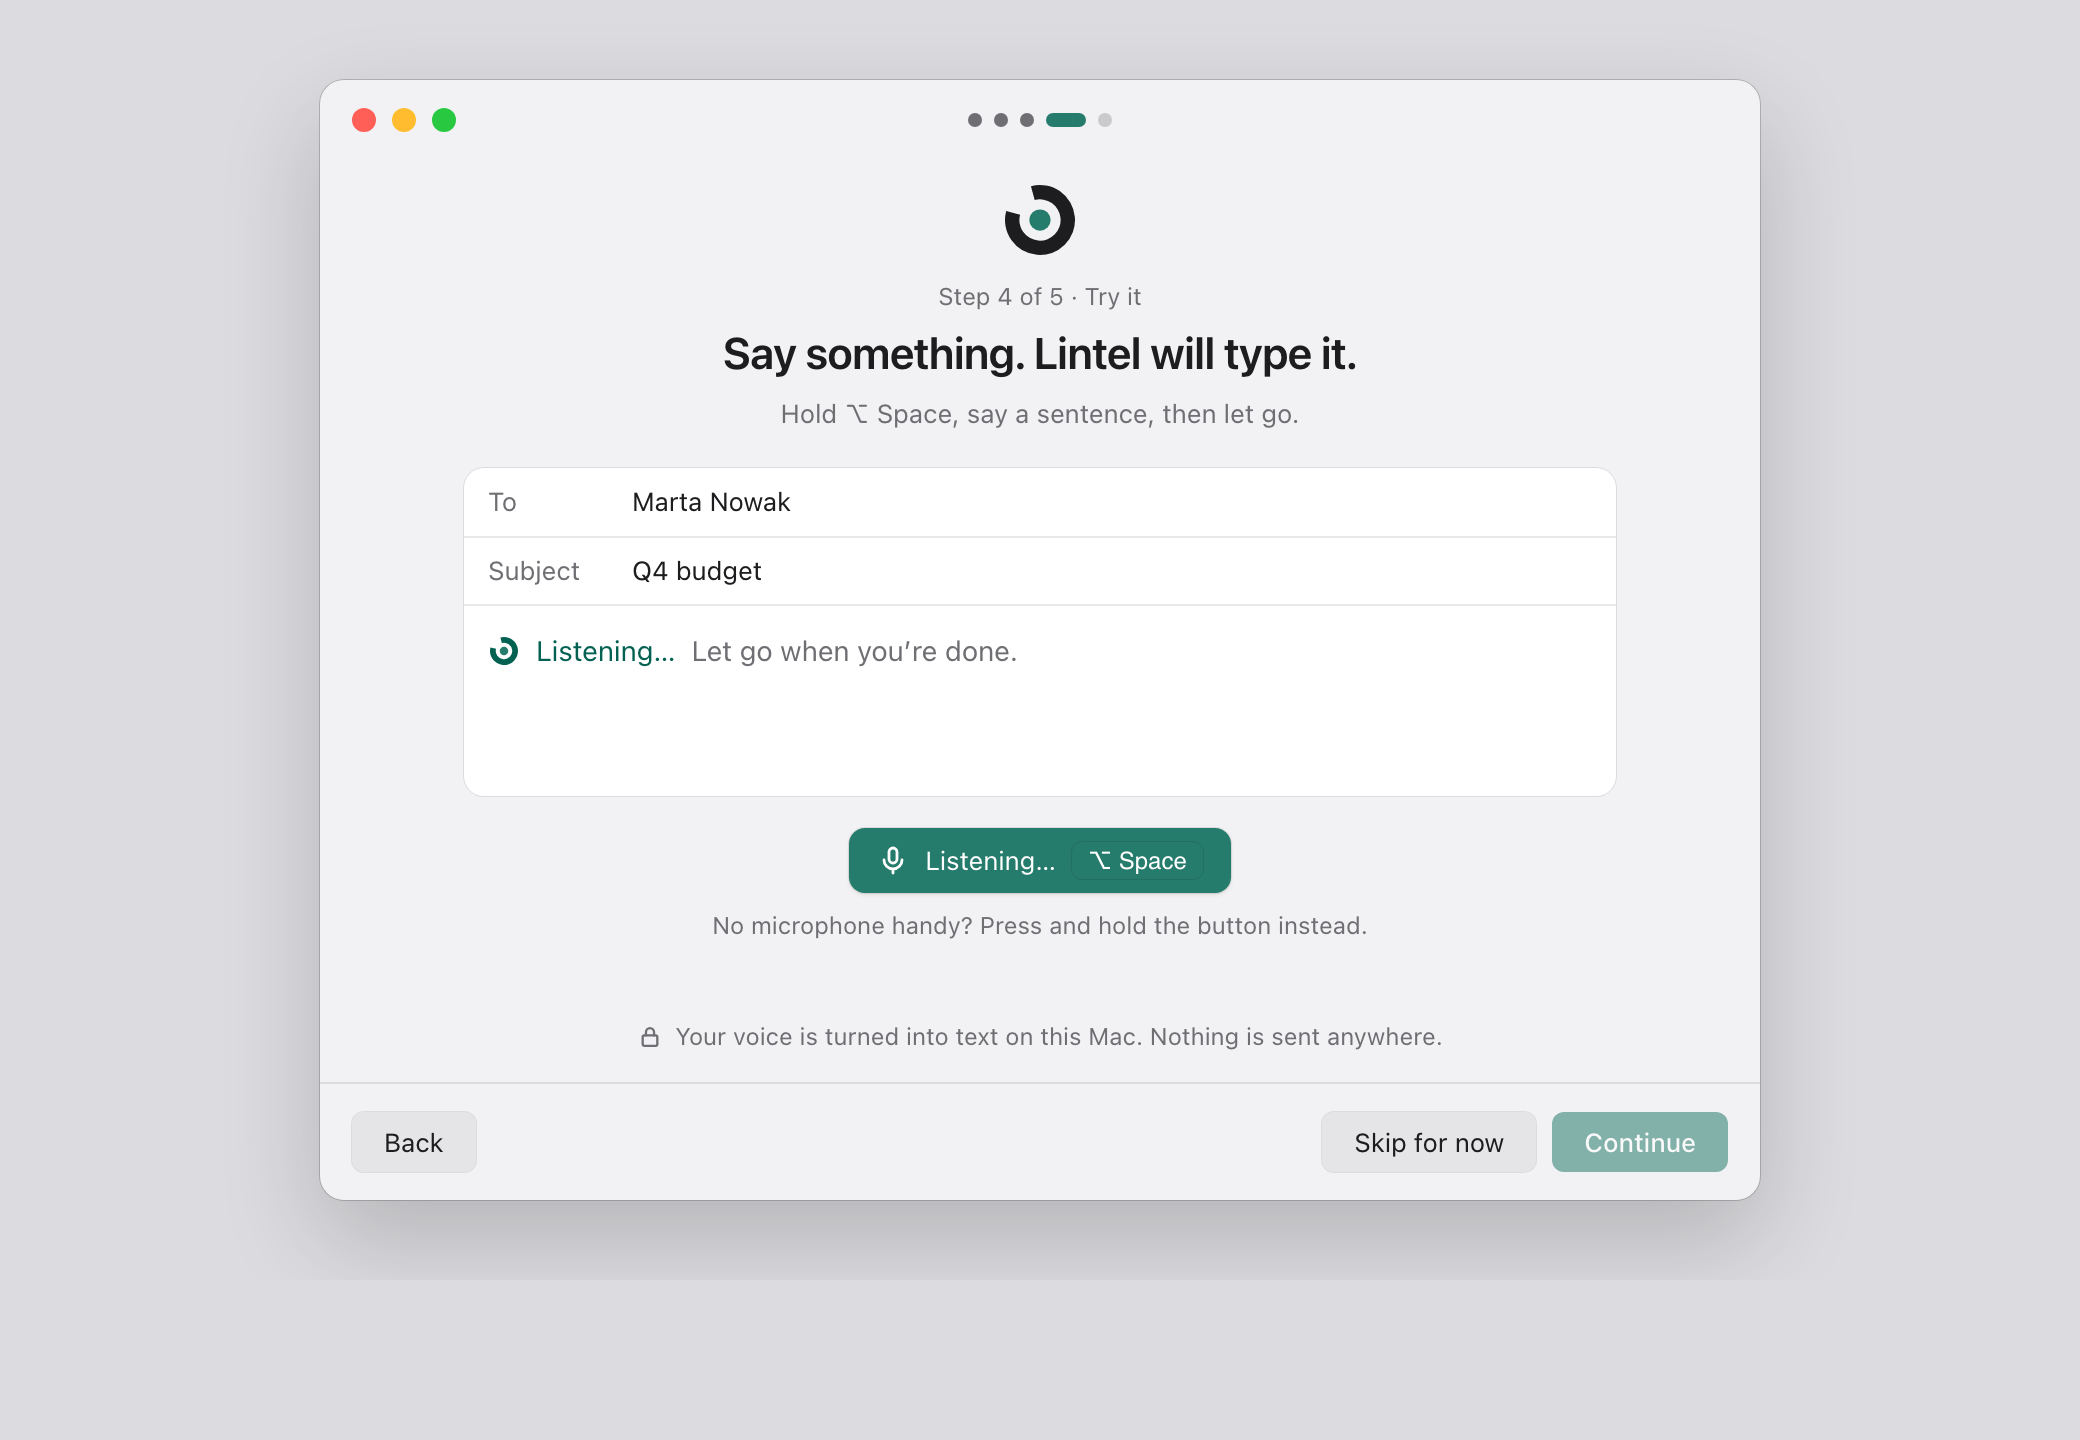 Step 4 of 5 · Try it
Say something. Lintel will type it.
Hold ⌥ Space, say a sentence, then let go.
To Marta Nowak
Subject Q4 budget
Listening… Let go when you’re done.
Listening… ⌥ Space
No microphone handy? Press and hold the button instead.
Your voice is turned into text on this Mac. Nothing is sent anywhere.
Back Skip for now Continue